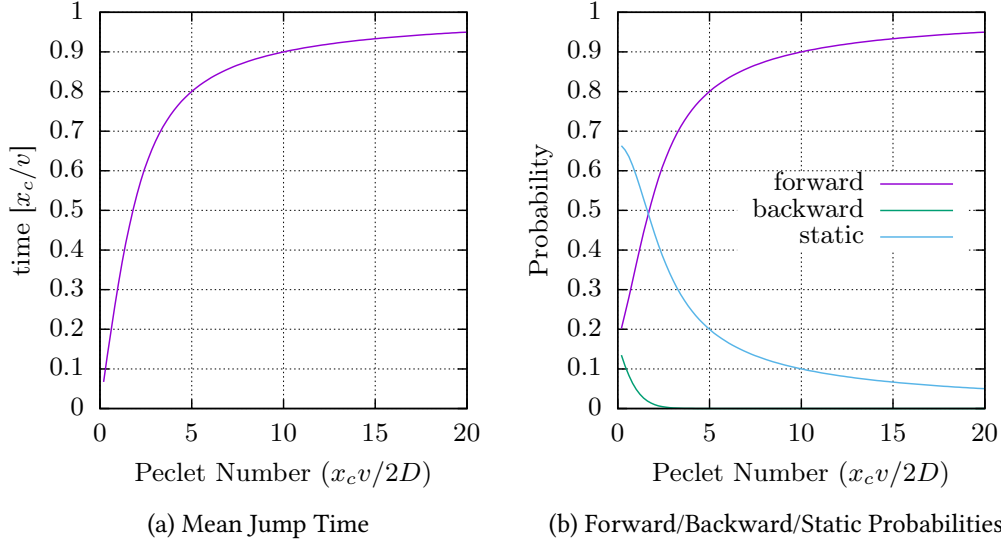 1
0.9
0.8
0.7
0.6
0.5
0.4
0.3
0.2
0.1
0
time [x_c/v]
0 5 10 15 20
Peclet Number (x_c v/2D)
(a) Mean Jump Time
1
0.9
0.8
0.7
0.6
0.5
0.4
0.3
0.2
0.1
0
Probability
forward
backward
static
0 5 10 15 20
Peclet Number (x_c v/2D)
(b) Forward/Backward/Static Probabilities